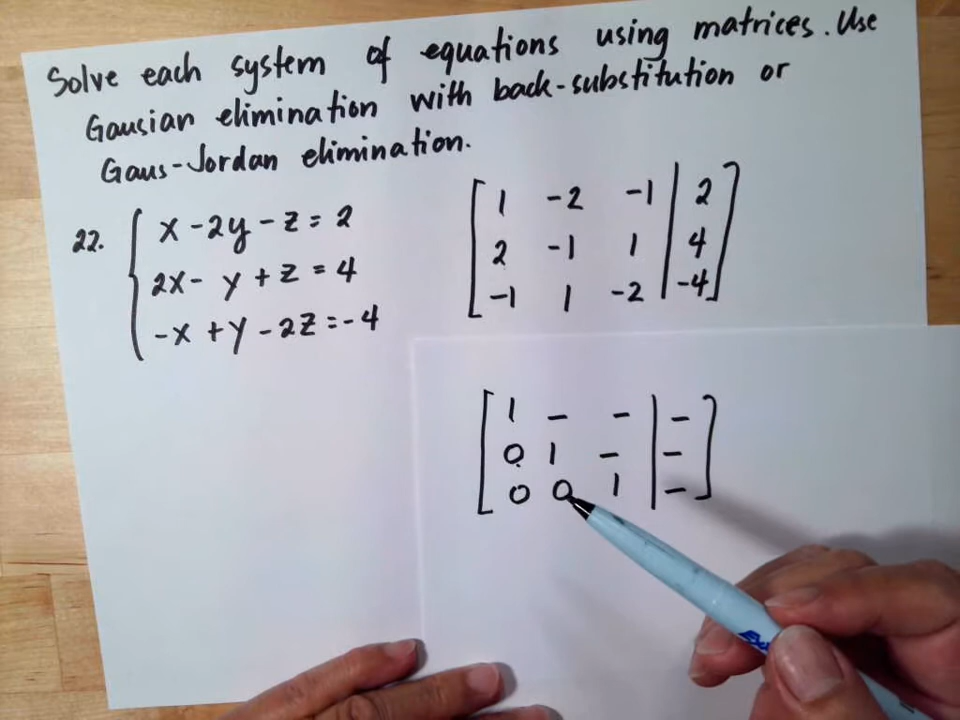 Solve each system of equations using matrices. Use
Gausian elimination with back-substitution or
Gaus-Jordan elimination.
22. { x - 2y - z = 2
2x - y + z = 4
-x + y - 2z = -4
[ 1 -2 -1 | 2 ]
2 -1 1 | 4
-1 1 -2 | -4
[ 1 - - | - ]
0 1 - | -
0 0 1 | -